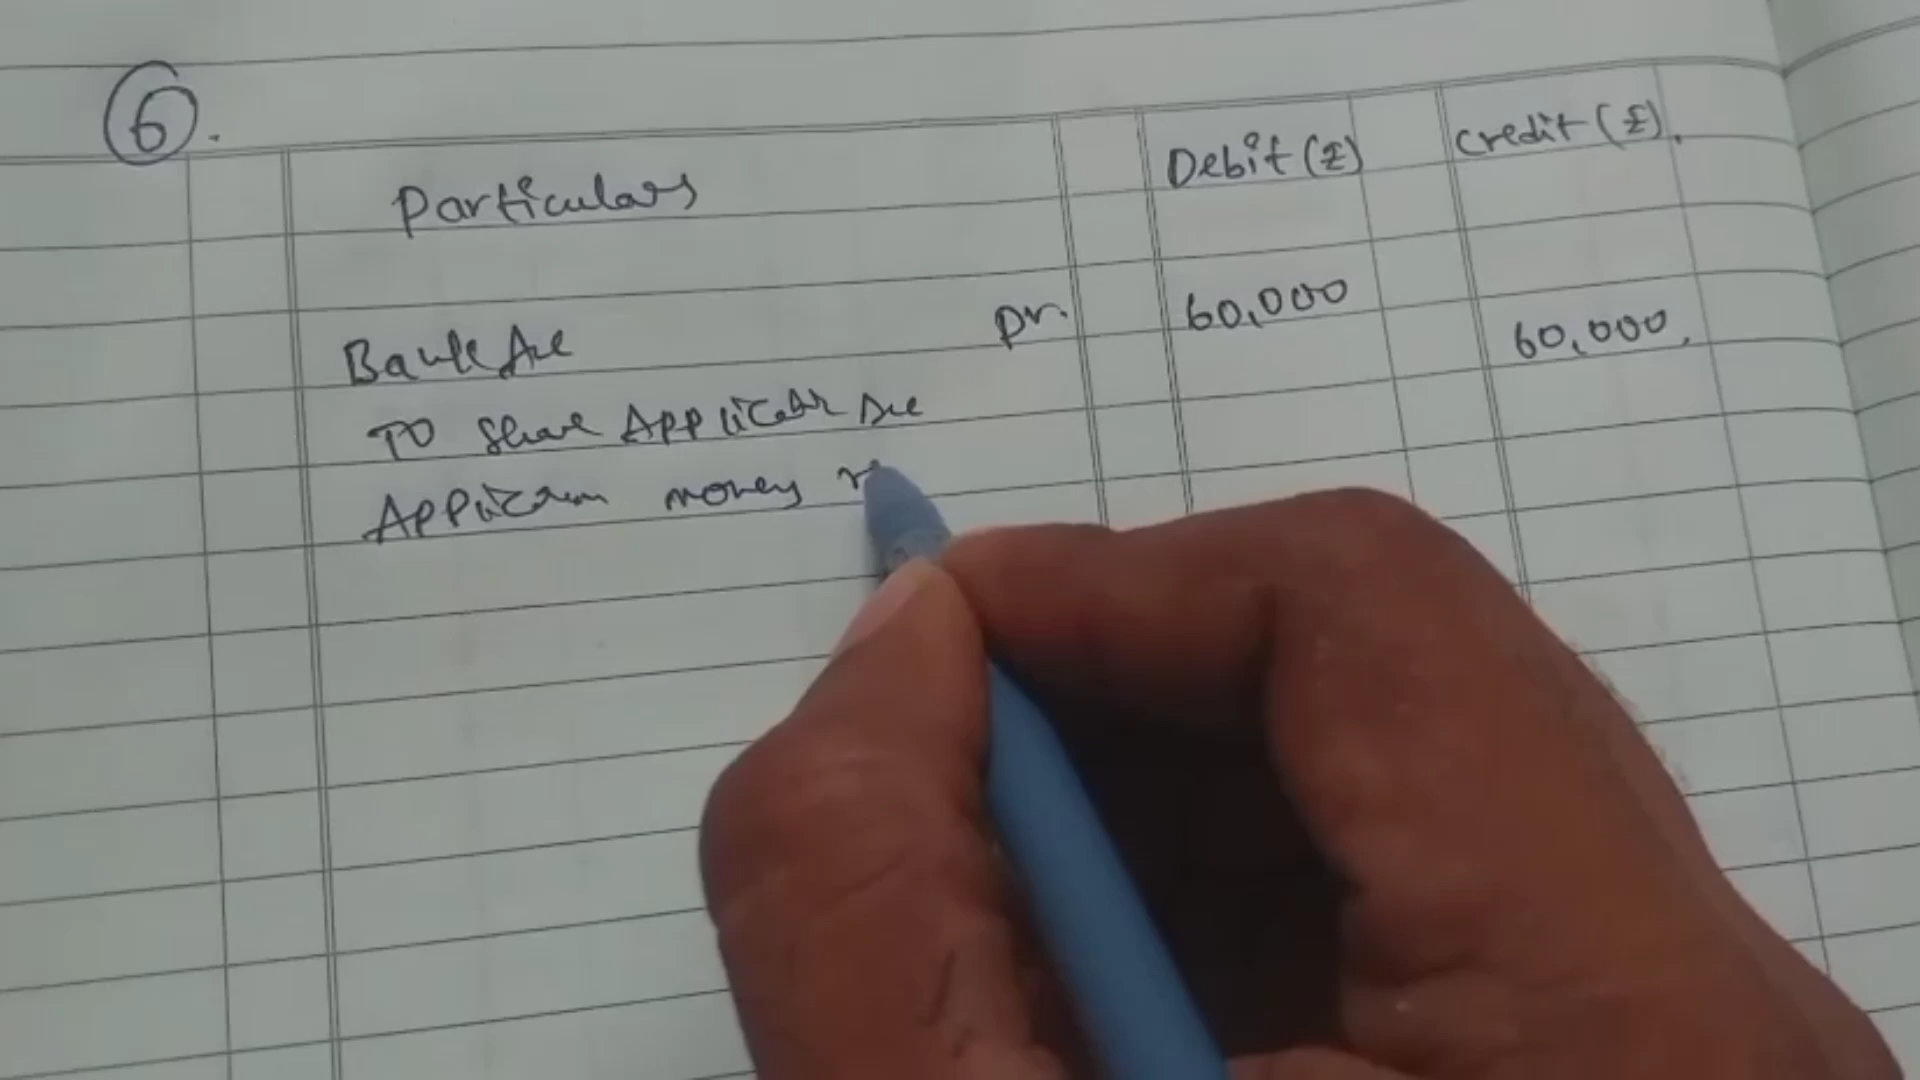 6.
Particulars Debit (₹) Credit (₹).
Bank A/c Dr. 60,000
To Share Application A/c 60,000
Application money r